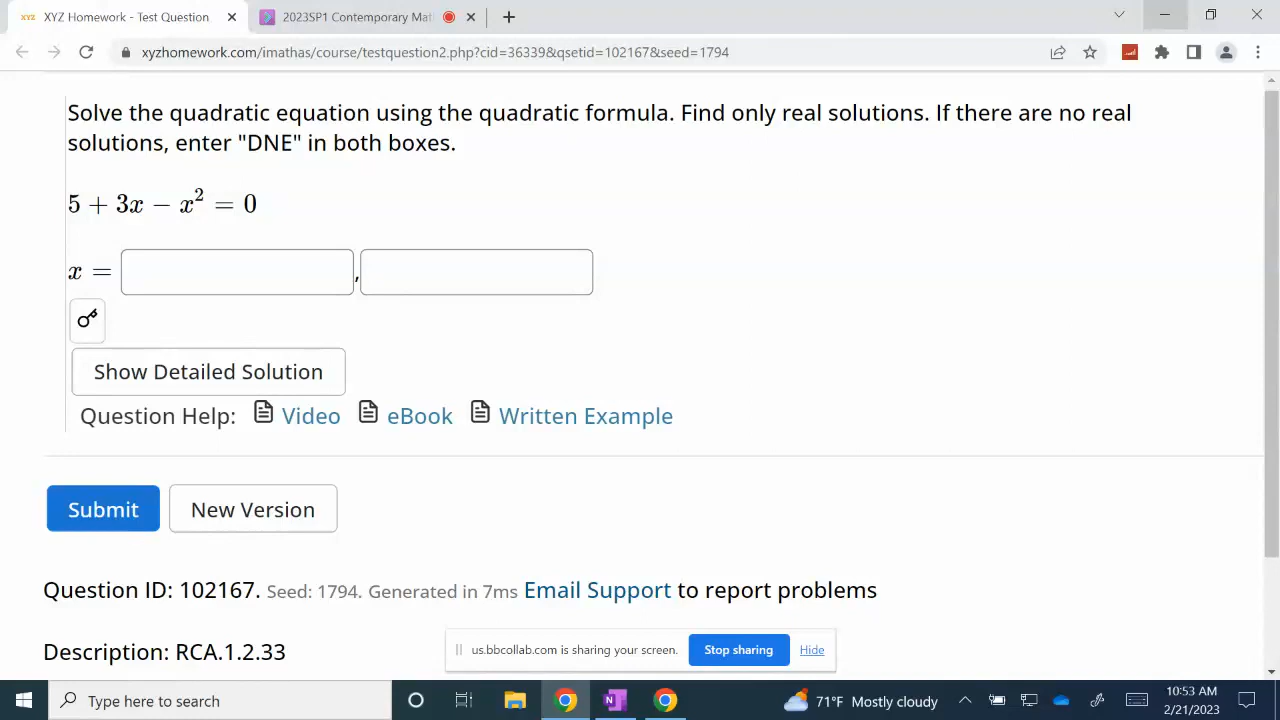 XYZ Homework - Test Question
2023SP1 Contemporary Mat
xyzhomework.com/imathas/course/testquestion2.php?cid=36339&qsetid=102167&seed=1794
Solve the quadratic equation using the quadratic formula. Find only real solutions. If there are no real
solutions, enter "DNE" in both boxes.
5 + 3x − x² = 0
x = ,
Show Detailed Solution
Question Help: Video eBook Written Example
Submit New Version
Question ID: 102167. Seed: 1794. Generated in 7ms Email Support to report problems
us.bbcollab.com is sharing your screen. Stop sharing Hide
Description: RCA.1.2.33
Type here to search
71°F Mostly cloudy
10:53 AM
2/21/2023